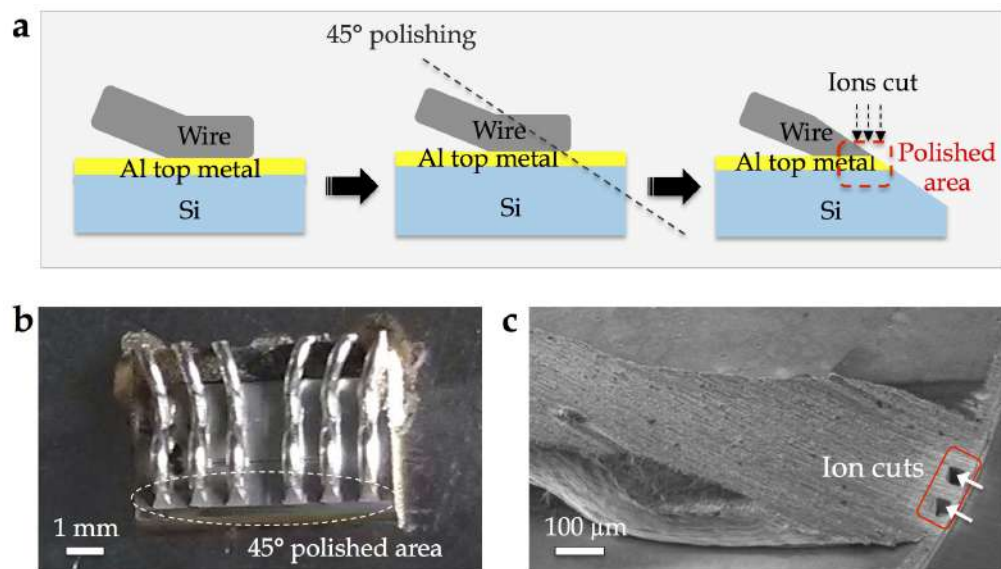 a
45° polishing
Ions cut
Wire
Al top metal
Si
Wire
Al top metal
Si
Wire
Al top metal
Si
Polished
area
b
1 mm
45° polished area
c
Ion cuts
100 μm